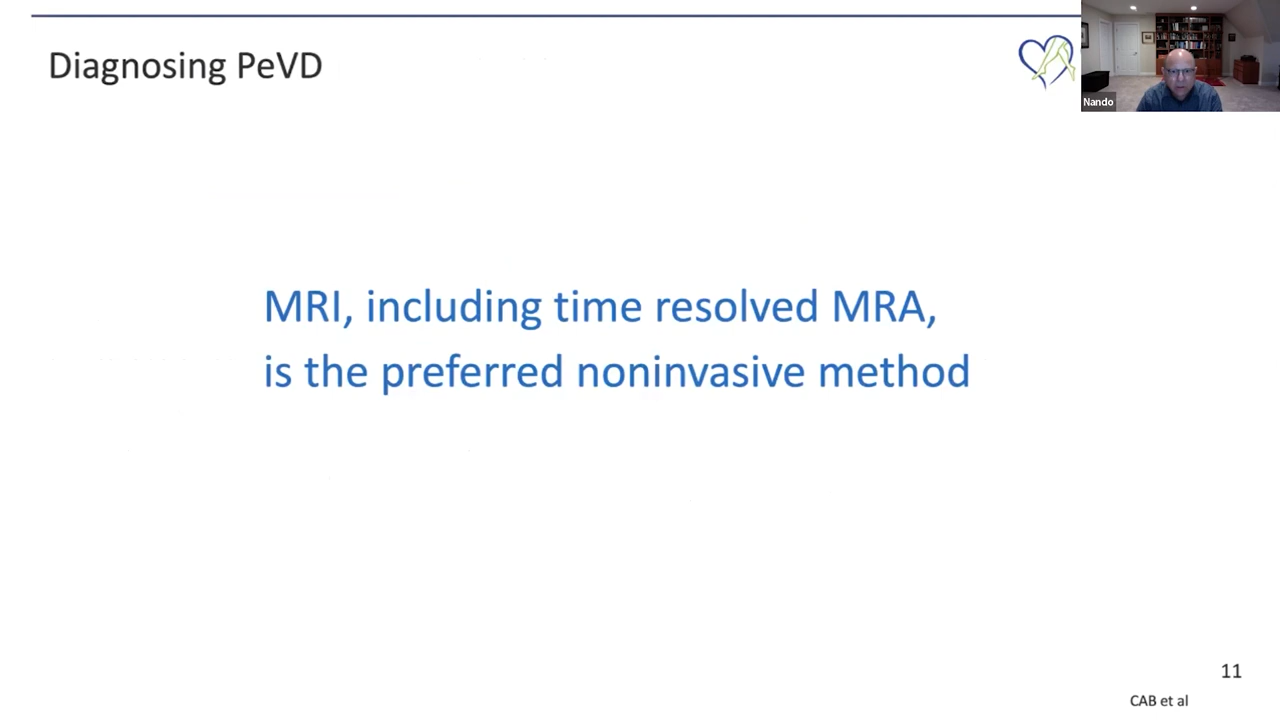 Diagnosing PeVD
Nando
MRI, including time resolved MRA,
is the preferred noninvasive method
11
CAB et al